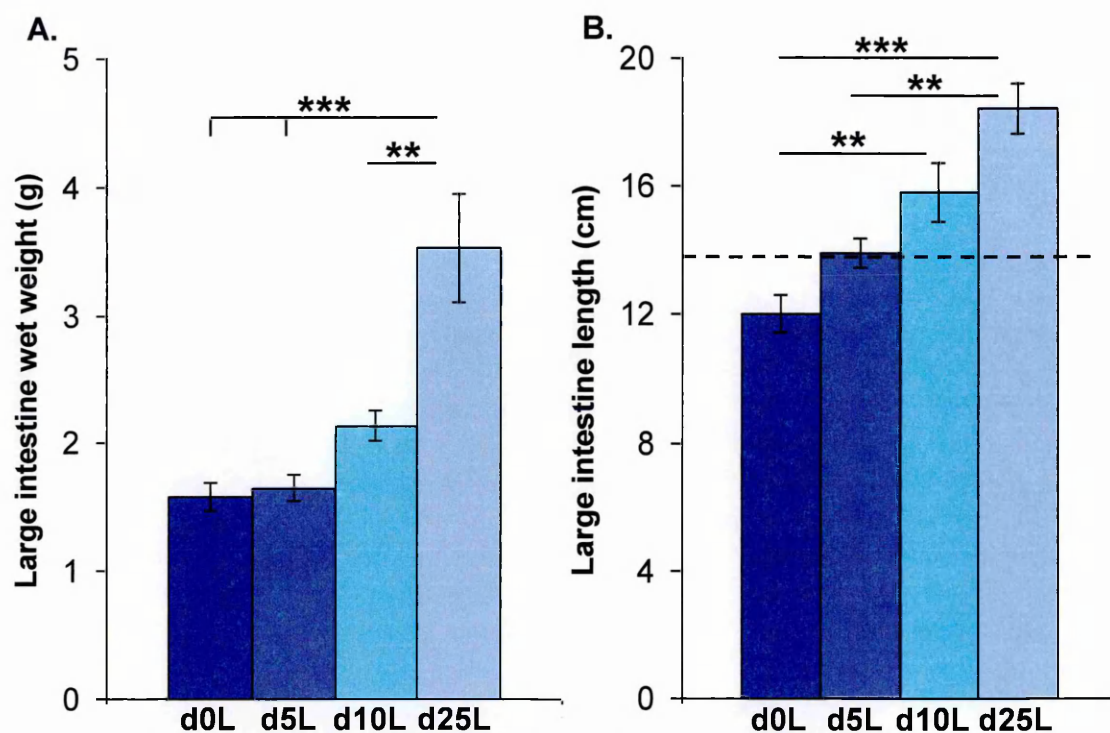 A.
Large intestine wet weight (g)
5
4
3
2
1
0
***
**
d0L d5L d10L d25L
B.
Large intestine length (cm)
20
16
12
8
4
0
***
**
**
d0L d5L d10L d25L